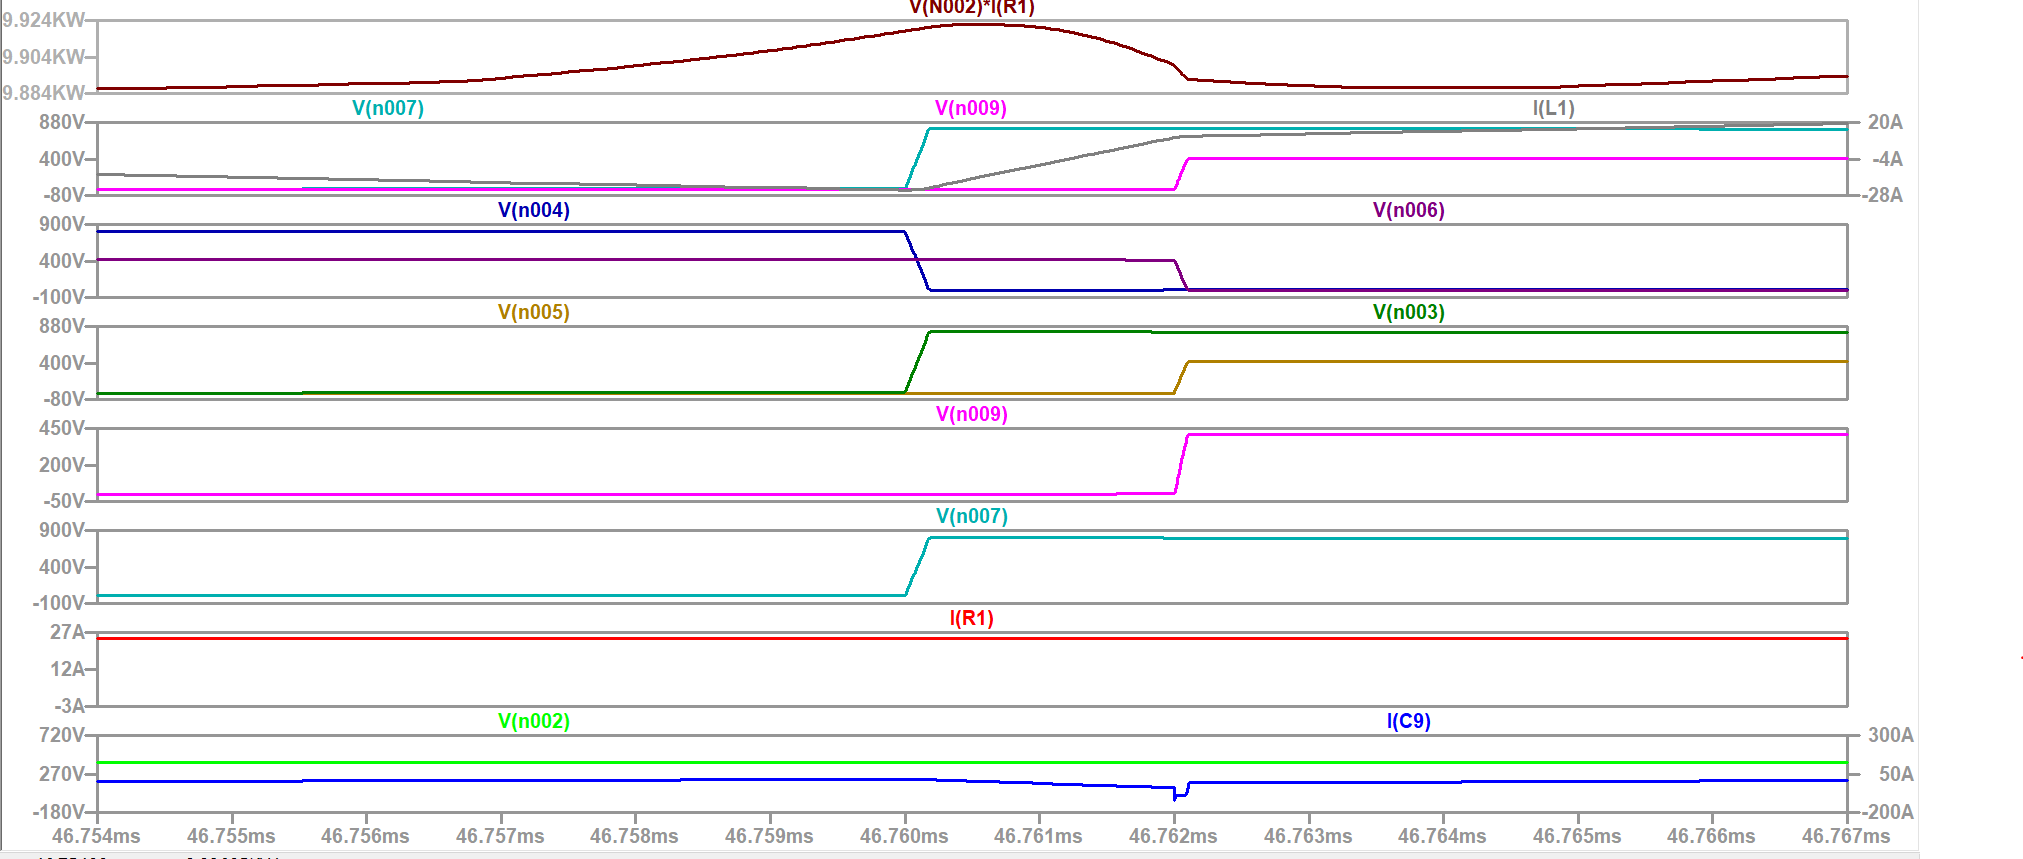 V(N002)*I(R1)
9.924KW
9.904KW
9.884KW
V(n007) V(n009) I(L1)
880V 20A
400V -4A
-80V -28A
V(n004) V(n006)
900V
400V
-100V
V(n005) V(n003)
880V
400V
-80V
V(n009)
450V
200V
-50V
V(n007)
900V
400V
-100V
I(R1)
27A
12A
-3A
V(n002) I(C9)
720V 300A
270V 50A
-180V -200A
46.754ms 46.755ms 46.756ms 46.757ms 46.758ms 46.759ms 46.760ms 46.761ms 46.762ms 46.763ms 46.764ms 46.765ms 46.766ms 46.767ms